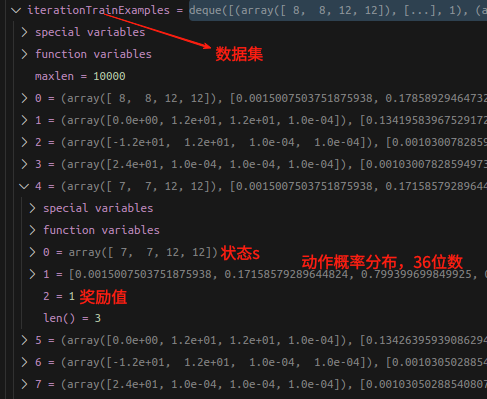 iterationTrainExamples = deque([(array([ 8, 8, 12, 12]), [...], 1), (a
special variables
数据集
function variables
maxlen = 10000
0 = (array([ 8, 8, 12, 12]), [0.0015007503751875938, 0.17858929464732
1 = (array([0.0e+00, 1.2e+01, 1.2e+01, 1.0e-04]), [0.13419583967529172
2 = (array([-1.2e+01, 1.2e+01, 1.0e-04, 1.0e-04]), [0.00103007828594
3 = (array([2.4e+01, 1.0e-04, 1.0e-04, 1.0e-04]), [0.0010300782859497 3
4 = (array([ 7, 7, 12, 12]), [0.0015007503751875938, 0.1715857928964 4
special variables
function variables
0 = array([ 7, 7, 12, 12]) 状态s
动作概率分布，36位数
1 = [0.0015007503751875938, 0.17158579289644824, 0.799399699849925, 0
2 = 1 奖励值
len() = 3
5 = (array([0.0e+00, 1.2e+01, 1.2e+01, 1.0e-04]), [0.13426395939086294
6 = (array([-1.2e+01, 1.2e+01, 1.0e-04, 1.0e-04]), [0.0010305028854
7 = (array([2.4e+01, 1.0e-04, 1.0e-04, 1.0e-04]), [0.00103050288540807